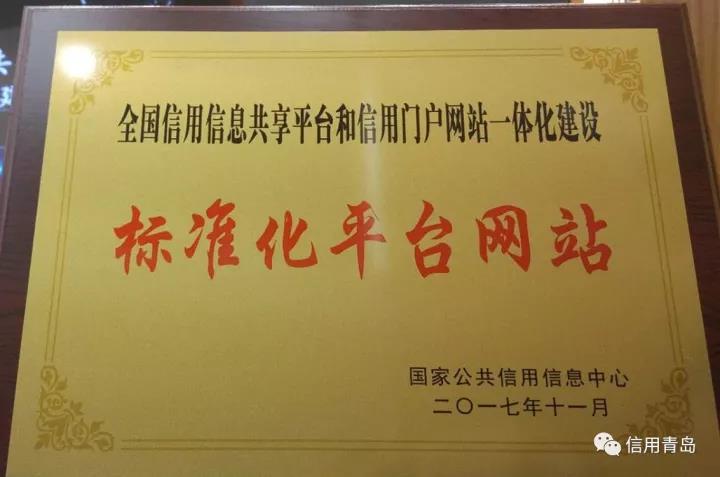 全国信用信息共享平台和信用门户网站一体化建设
标准化平台网站
国家公共信用信息中心
二〇一七年十一月
信用青岛